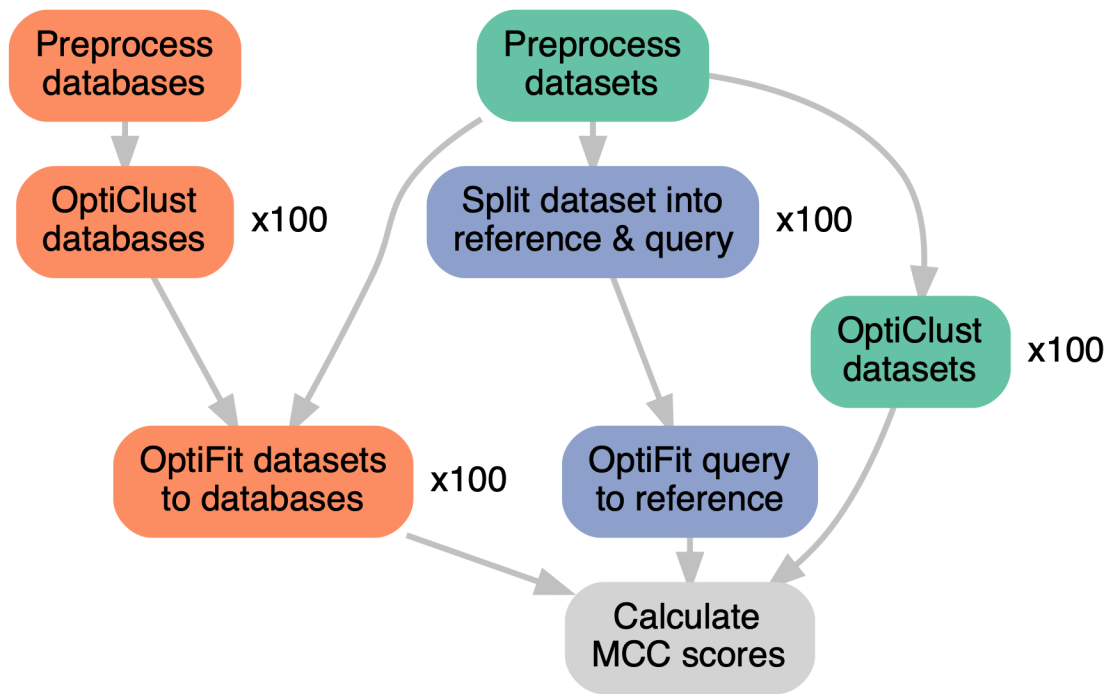 Preprocess
databases
Preprocess
datasets
OptiClust
databases
x100
Split dataset into
reference & query
x100
OptiClust
datasets
x100
OptiFit datasets
to databases
x100
OptiFit query
to reference
Calculate
MCC scores